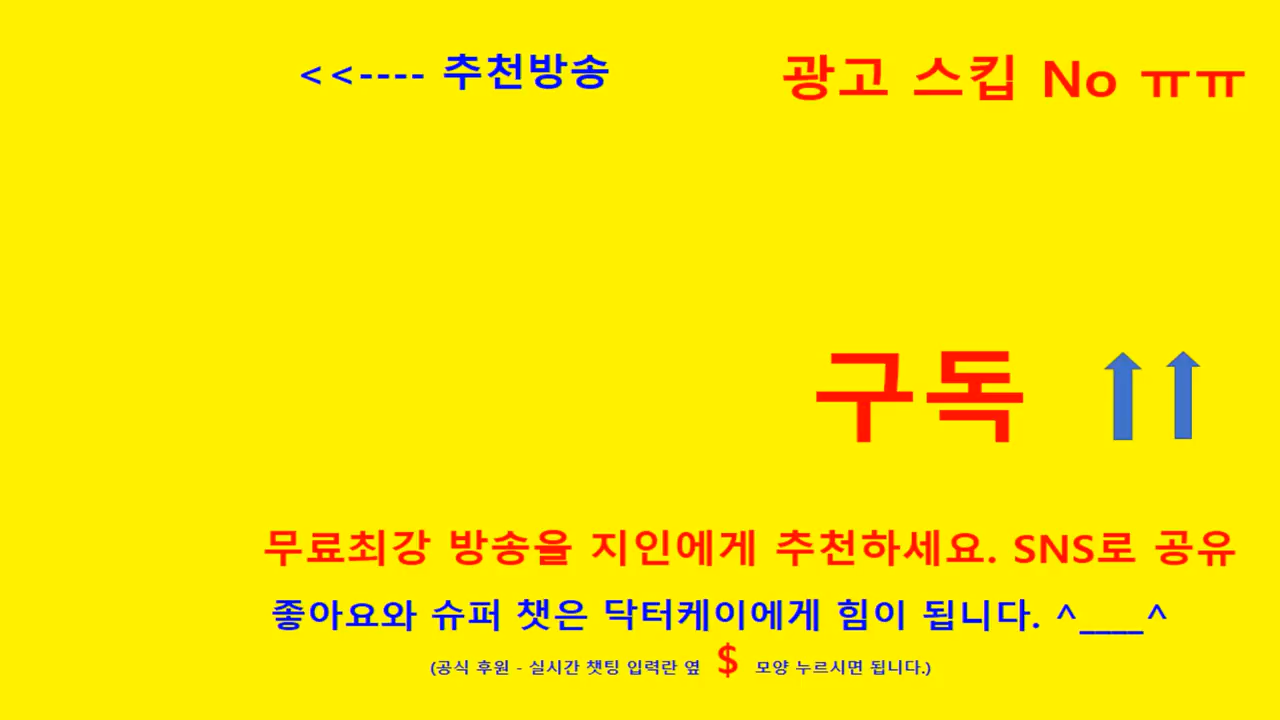 <<---- 추천방송
광고 스킵 No ㅠㅠ
구독
무료최강 방송을 지인에게 추천하세요. SNS로 공유
좋아요와 슈퍼 챗은 닥터케이에게 힘이 됩니다. ^____^
(공식 후원 - 실시간 챗팅 입력란 옆 $ 모양 누르시면 됩니다.)